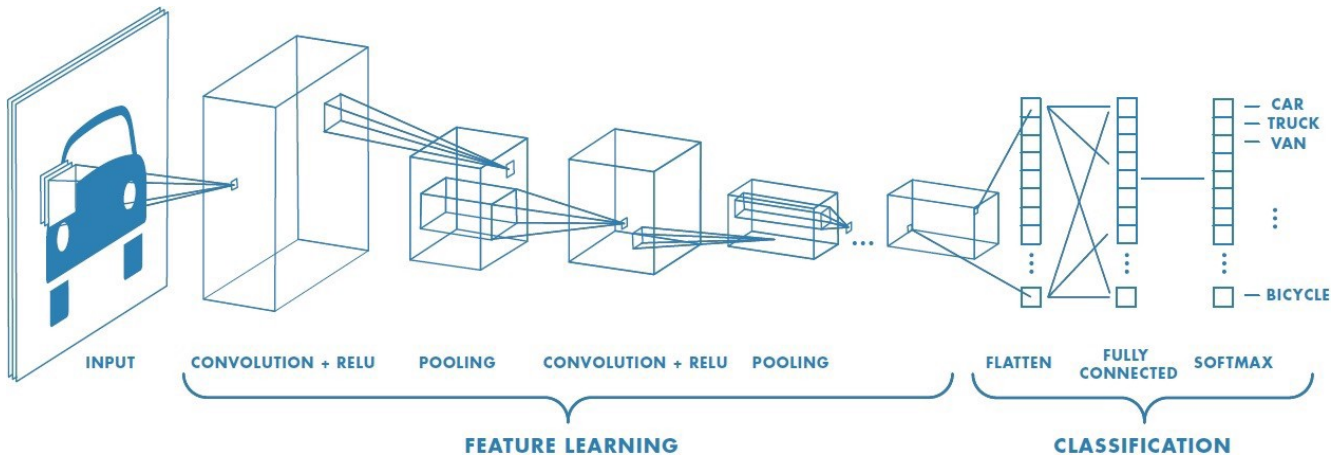 CAR
TRUCK
VAN
BICYCLE
INPUT
CONVOLUTION + RELU
POOLING
CONVOLUTION + RELU
POOLING
FLATTEN
FULLY
CONNECTED
SOFTMAX
FEATURE LEARNING
CLASSIFICATION